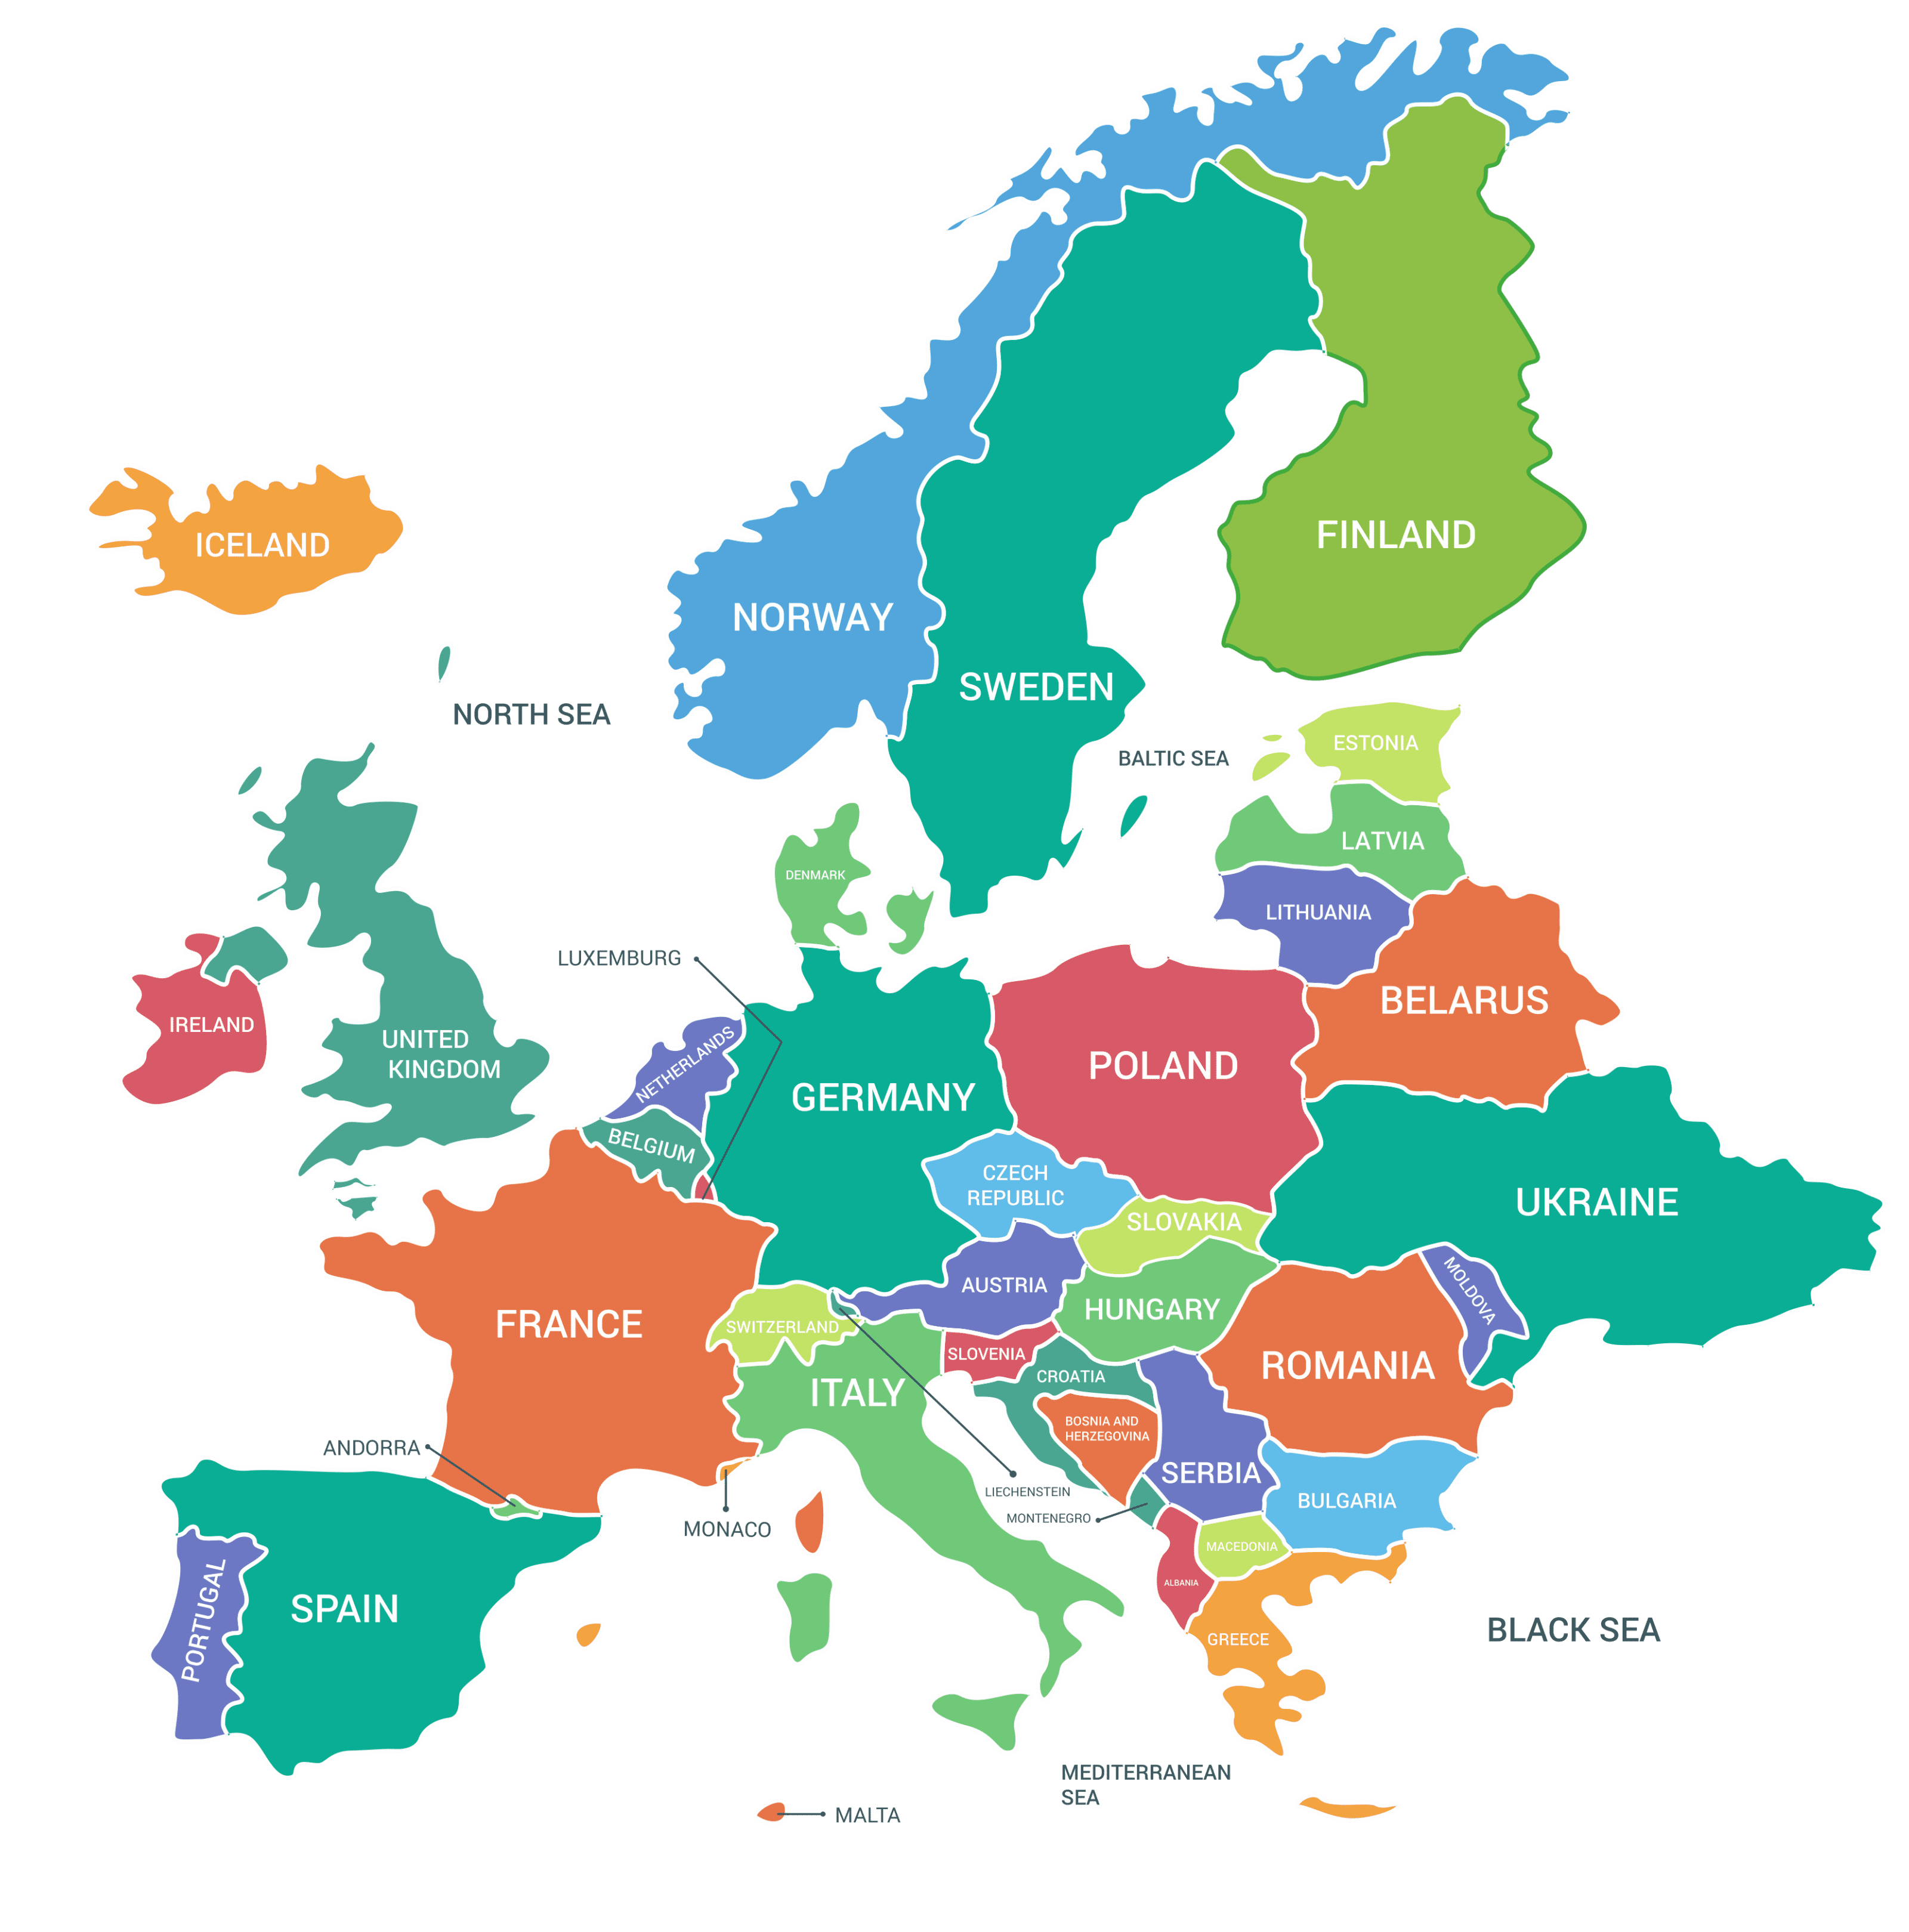 ICELAND
FINLAND
NORWAY
SWEDEN
NORTH SEA
ESTONIA
BALTIC SEA
LATVIA
DENMARK
LITHUANIA
LUXEMBURG
BELARUS
IRELAND
UNITED
KINGDOM
NETHERLANDS
POLAND
GERMANY
BELGIUM
CZECH
REPUBLIC
UKRAINE
SLOVAKIA
AUSTRIA
MOLDOVA
HUNGARY
FRANCE
SWITZERLAND
SLOVENIA
ROMANIA
CROATIA
ITALY
BOSNIA AND
HERZEGOVINA
ANDORRA
SERBIA
LIECHENSTEIN
BULGARIA
MONTENEGRO
MONACO
MACEDONIA
ALBANIA
PORTUGAL
SPAIN
BLACK SEA
GREECE
MEDITERRANEAN
SEA
MALTA